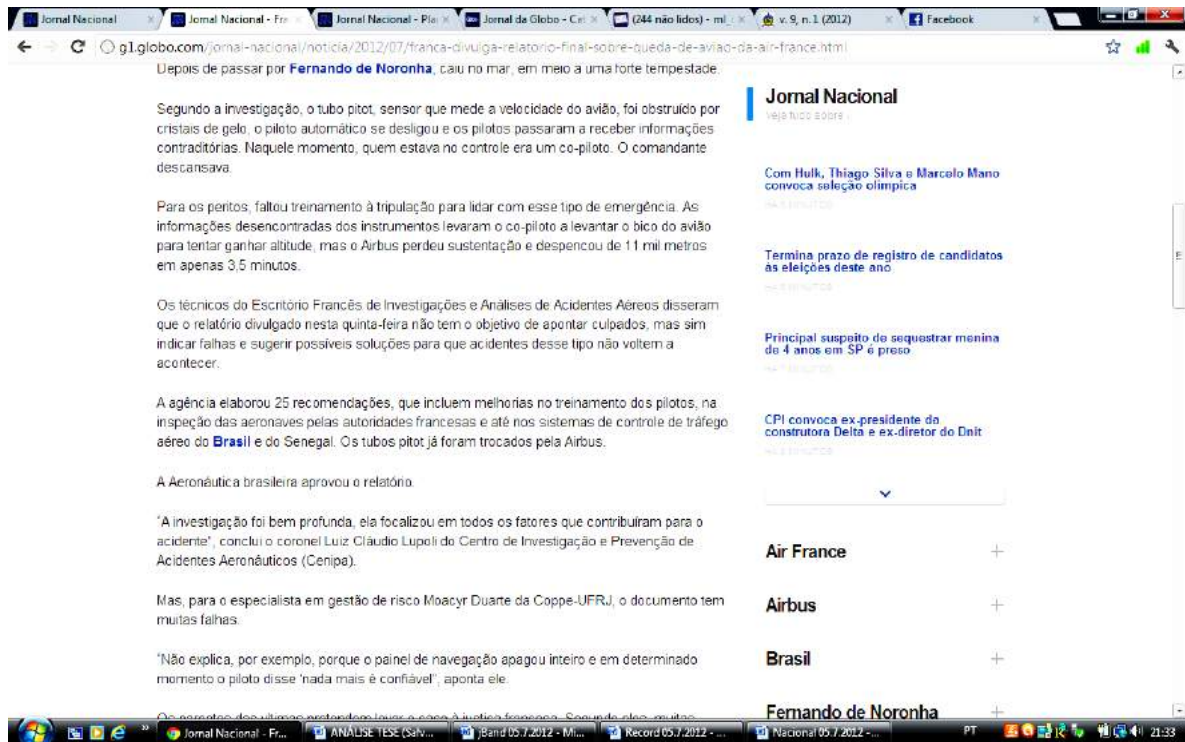 Jornal Nacional
Jornal Nacional - Fra
Jornal Nacional - Pla
Jornal da Globo - Cri
(244 não lidos) - ml_
v. 9, n. 1 (2012)
Facebook
g1.globo.com/jornal-nacional/noticia/2012/07/franca-divulga-relatorio-final-sobre-queda-de-aviao-da-air-france.html
Depois de passar por Fernando de Noronha, caiu no mar, em meio a uma forte tempestade.
Segundo a investigação, o tubo pitot, sensor que mede a velocidade do avião, foi obstruído por
cristais de gelo, o piloto automático se desligou e os pilotos passaram a receber informações
contraditórias. Naquele momento, quem estava no controle era um co-piloto. O comandante
descansava.
Para os peritos, faltou treinamento à tripulação para lidar com esse tipo de emergência. As
informações desencontradas dos instrumentos levaram o co-piloto a levantar o bico do avião
para tentar ganhar altitude, mas o Airbus perdeu sustentação e despencou de 11 mil metros
em apenas 3,5 minutos.
Os técnicos do Escritório Francês de Investigações e Análises de Acidentes Aéreos disseram
que o relatório divulgado nesta quinta-feira não tem o objetivo de apontar culpados, mas sim
indicar falhas e sugerir possíveis soluções para que acidentes desse tipo não voltem a
acontecer.
A agência elaborou 25 recomendações, que incluem melhorias no treinamento dos pilotos, na
inspeção das aeronaves pelas autoridades francesas e até nos sistemas de controle de tráfego
aéreo do Brasil e do Senegal. Os tubos pitot já foram trocados pela Airbus.
A Aeronáutica brasileira aprovou o relatório.
“A investigação foi bem profunda, ela focalizou em todos os fatores que contribuíram para o
acidente”, conclui o coronel Luiz Cláudio Lupoli do Centro de Investigação e Prevenção de
Acidentes Aeronáuticos (Cenipa).
Mas, para o especialista em gestão de risco Moacyr Duarte da Coppe-UFRJ, o documento tem
muitas falhas.
“Não explica, por exemplo, porque o painel de navegação apagou inteiro e em determinado
momento o piloto disse ‘nada mais é confiável”, aponta ele.
Jornal Nacional
veja tudo sobre
Com Hulk, Thiago Silva e Marcelo Mano
convoca seleção olímpica
Termina prazo de registro de candidatos
às eleições deste ano
Principal suspeito de sequestrar menina
de 4 anos em SP é preso
CPI convoca ex-presidente da
construtora Delta e ex-diretor do Dnit
Air France
Airbus
Brasil
Fernando de Noronha
Jornal Nacional - Fr...
ANÁLISE TESE (Salv...
jBand 05.7.2012 - Mi...
Record 05.7.2012 - ...
Nacional 05.7.2012 -...
PT
21:33